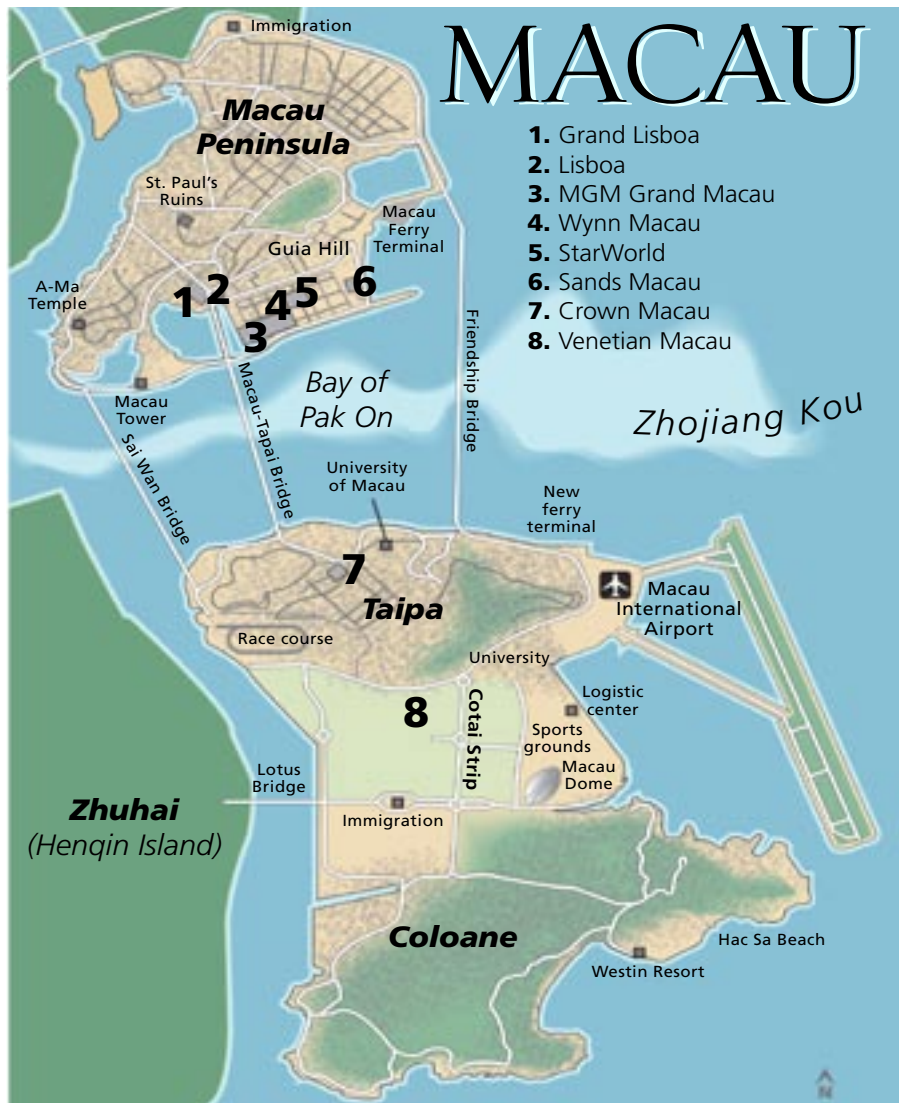 MACAU
1. Grand Lisboa
2. Lisboa
3. MGM Grand Macau
4. Wynn Macau
5. StarWorld
6. Sands Macau
7. Crown Macau
8. Venetian Macau
Immigration
Macau
Peninsula
St. Paul's
Ruins
Macau
Ferry
Terminal
Guia Hill
A-Ma
Temple
1
2
3
4
5
6
Macau
Tower
Bay of
Pak On
Zhojiang Kou
Sai Wan Bridge
Macau-Tapai Bridge
Friendship Bridge
University
of Macau
New
ferry
terminal
7
Taipa
Macau
International
Airport
Race course
University
8
Cotai Strip
Logistic
center
Sports
grounds
Macau
Dome
Lotus
Bridge
Immigration
Zhuhai
(Henqin Island)
Coloane
Hac Sa Beach
Westin Resort
N